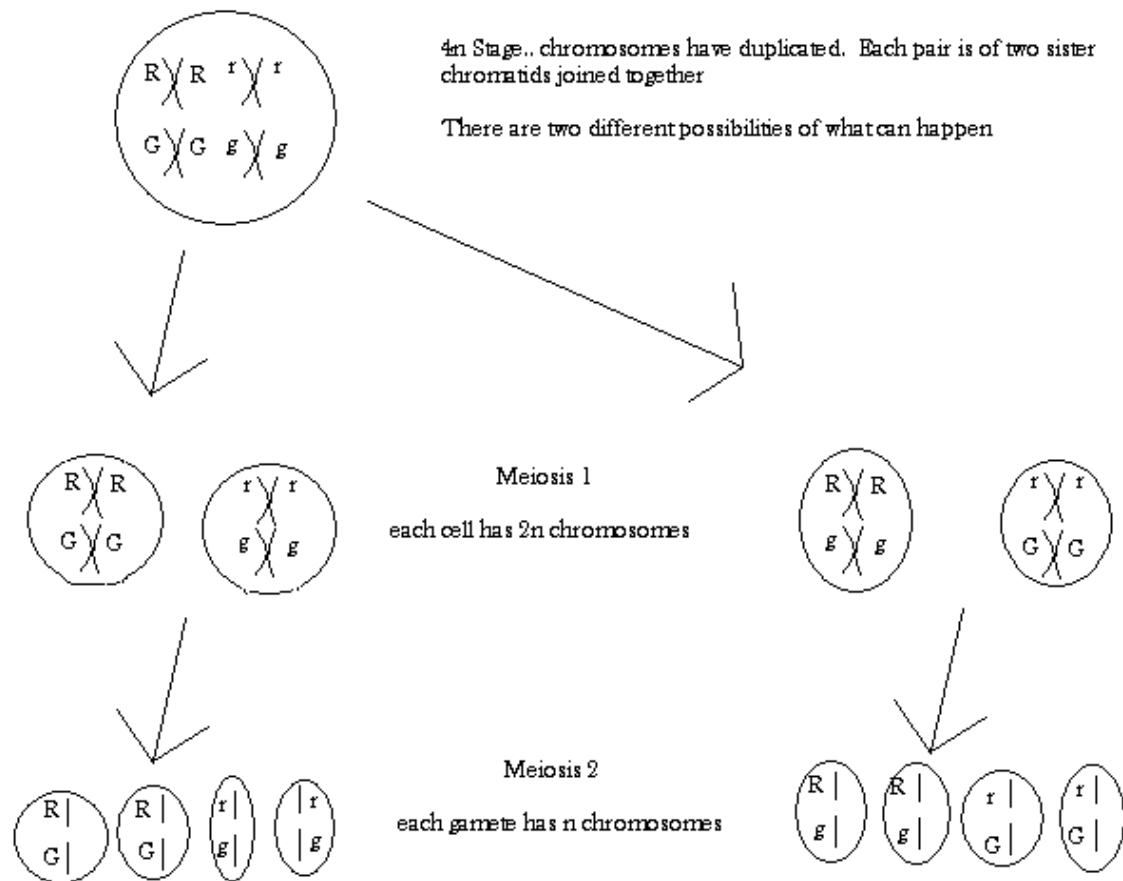 4n Stage.. chromosomes have duplicated. Each pair is of two sister
chromatids joined together
There are two different possibilities of what can happen
R R r r
G G g g
Meiosis 1
each cell has 2n chromosomes
R R r r R R r r
G G g g g g G G
Meiosis 2
each gamete has n chromosomes
R R r r R R r r
G G g g g g G G